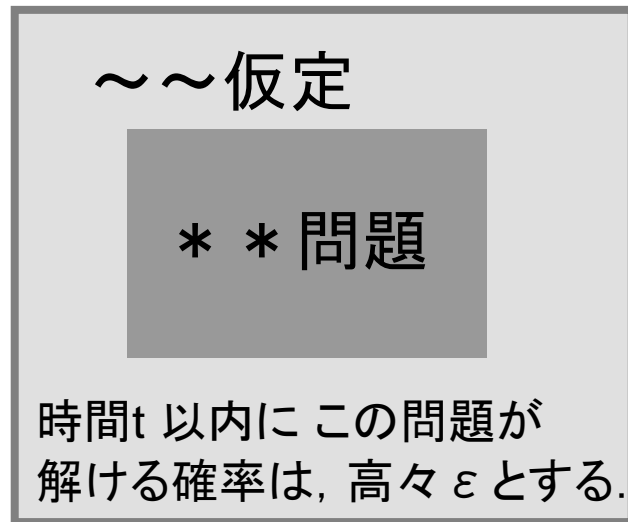 ～～仮定
＊＊問題
時間t 以内に この問題が
解ける確率は, 高々εとする.